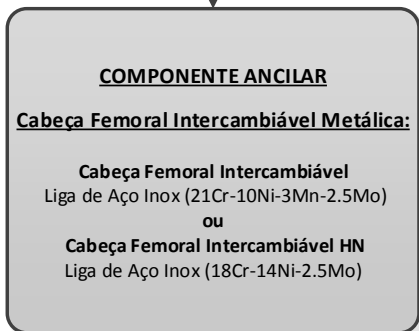 COMPONENTE ANCILAR
Cabeça Femoral Intercambiável Metálica:
Cabeça Femoral Intercambiável
Liga de Aço Inox (21Cr-10Ni-3Mn-2.5Mo)
ou
Cabeça Femoral Intercambiável HN
Liga de Aço Inox (18Cr-14Ni-2.5Mo)